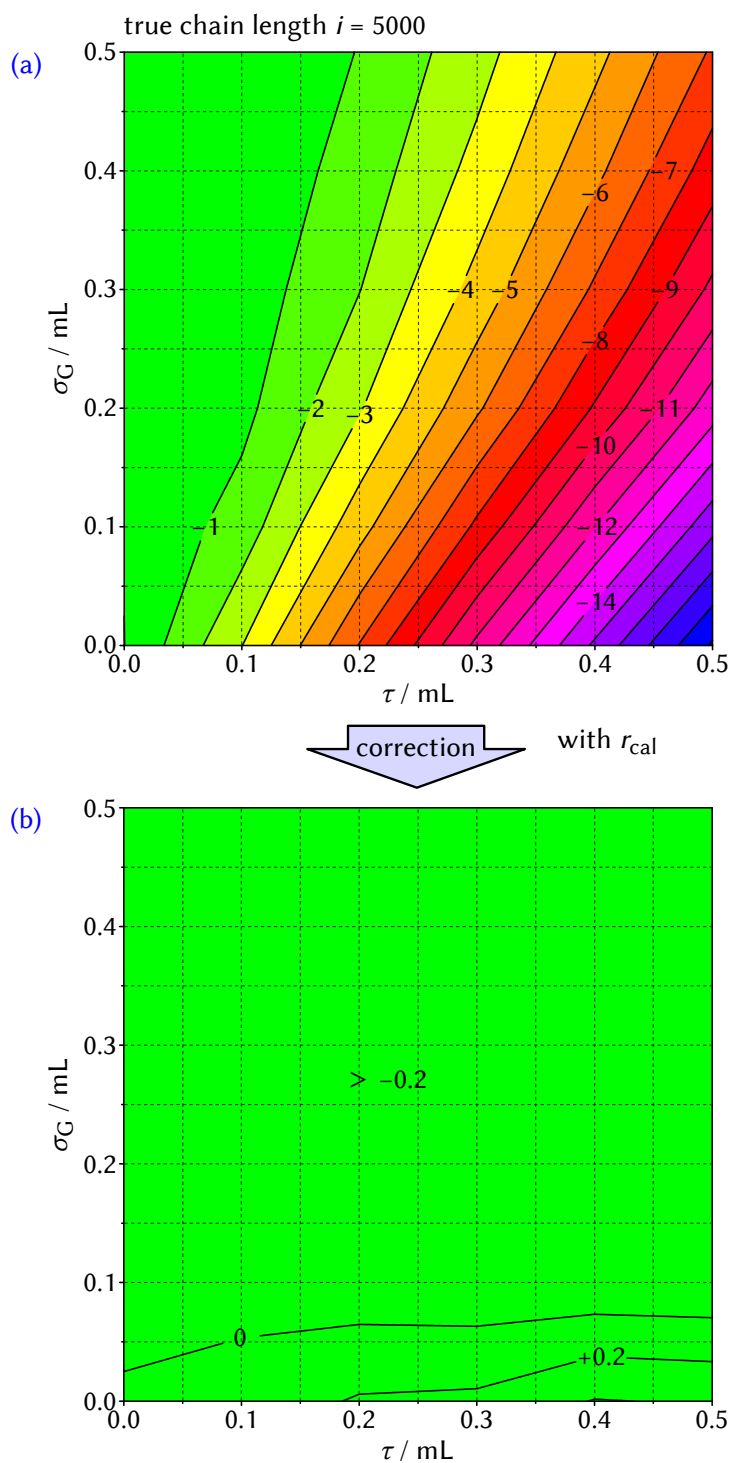 true chain length i = 5000
(a)
σG / mL
0.5
0.4
0.3
0.2
0.1
0.0
−1
−2
−3
−4
−5
−6
−7
−8
−9
−10
−11
−12
−14
0.0 0.1 0.2 0.3 0.4 0.5
τ / mL
correction
with rcal
(b)
σG / mL
0.5
0.4
0.3
0.2
0.1
0.0
> −0.2
0
+0.2
0.0 0.1 0.2 0.3 0.4 0.5
τ / mL